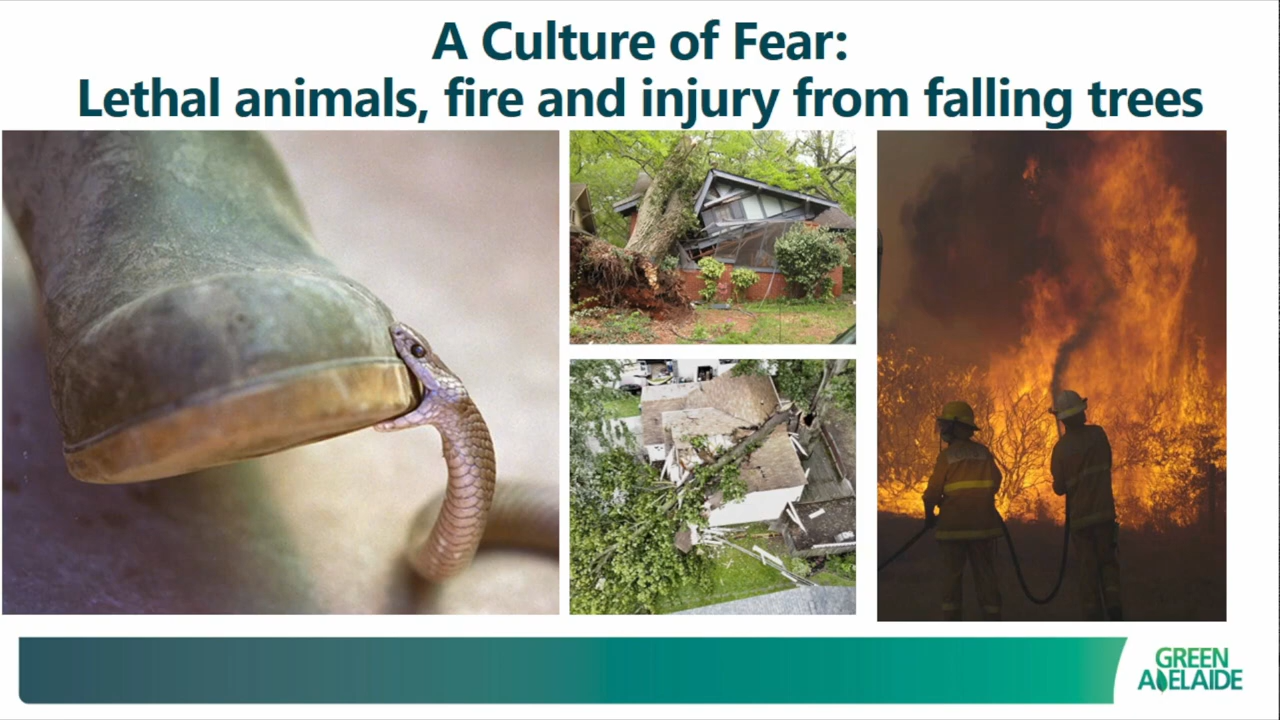 A Culture of Fear:
Lethal animals, fire and injury from falling trees
GREEN
ADELAIDE